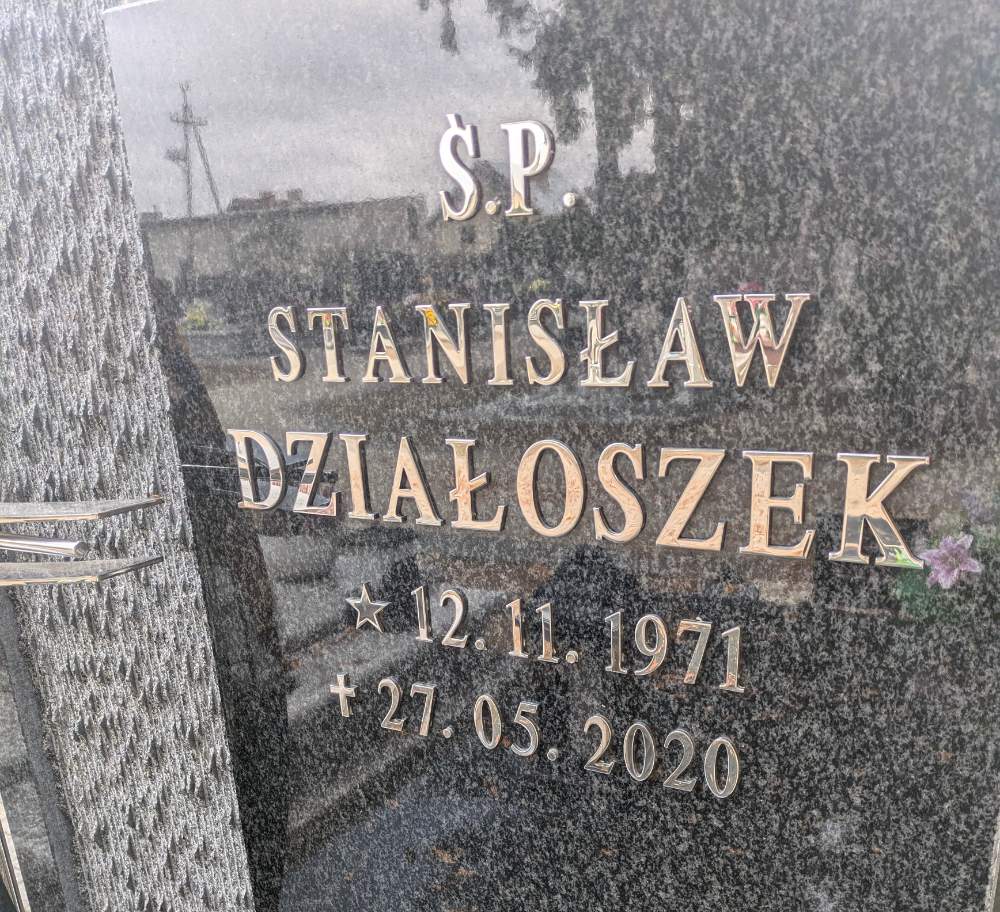 Ś.P.
STANISŁAW
DZIAŁOSZEK
★ 12. 11. 1971
✝ 27. 05. 2020